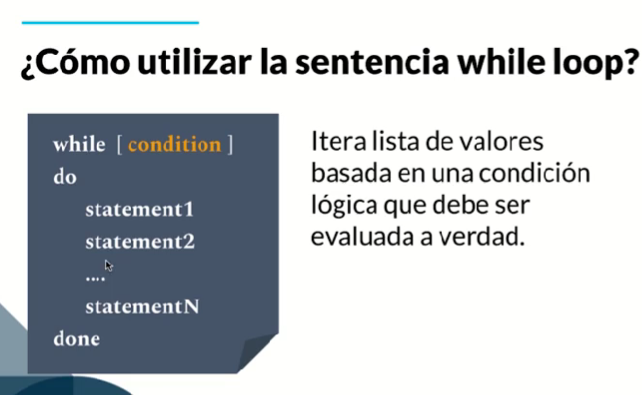 ¿Cómo utilizar la sentencia while loop?
while [ condition ]
do
statement1
statement2
....
statementN
done
Itera lista de valores
basada en una condición
lógica que debe ser
evaluada a verdad.